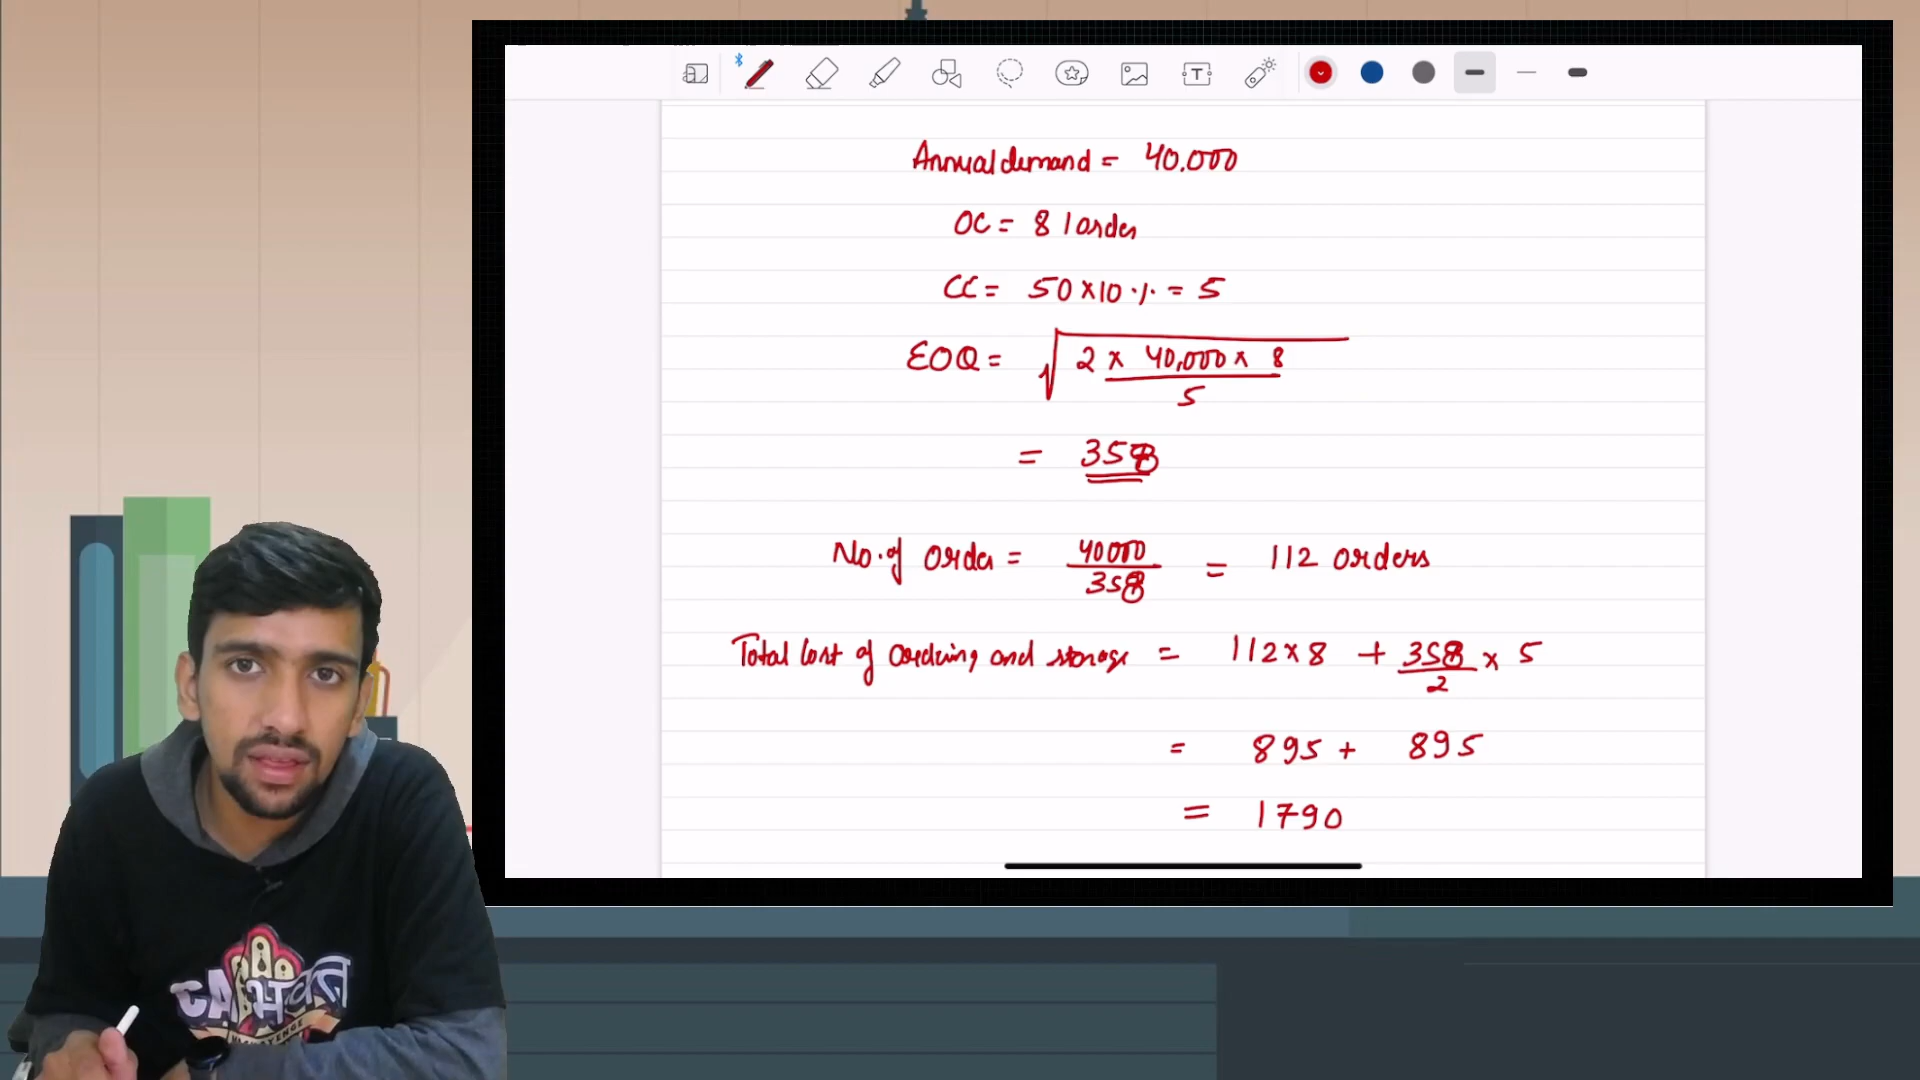 Annual demand = 40.000
OC = 8 / order
CC = 50 × 10 % = 5
EOQ = √ 2 × 40,000 × 8 / 5
= 358
No. of Order = 40000 / 358 = 112 orders
Total Cost of ordering and storage = 112 × 8 + 358 / 2 × 5
= 895 + 895
= 1790
CA भक्त